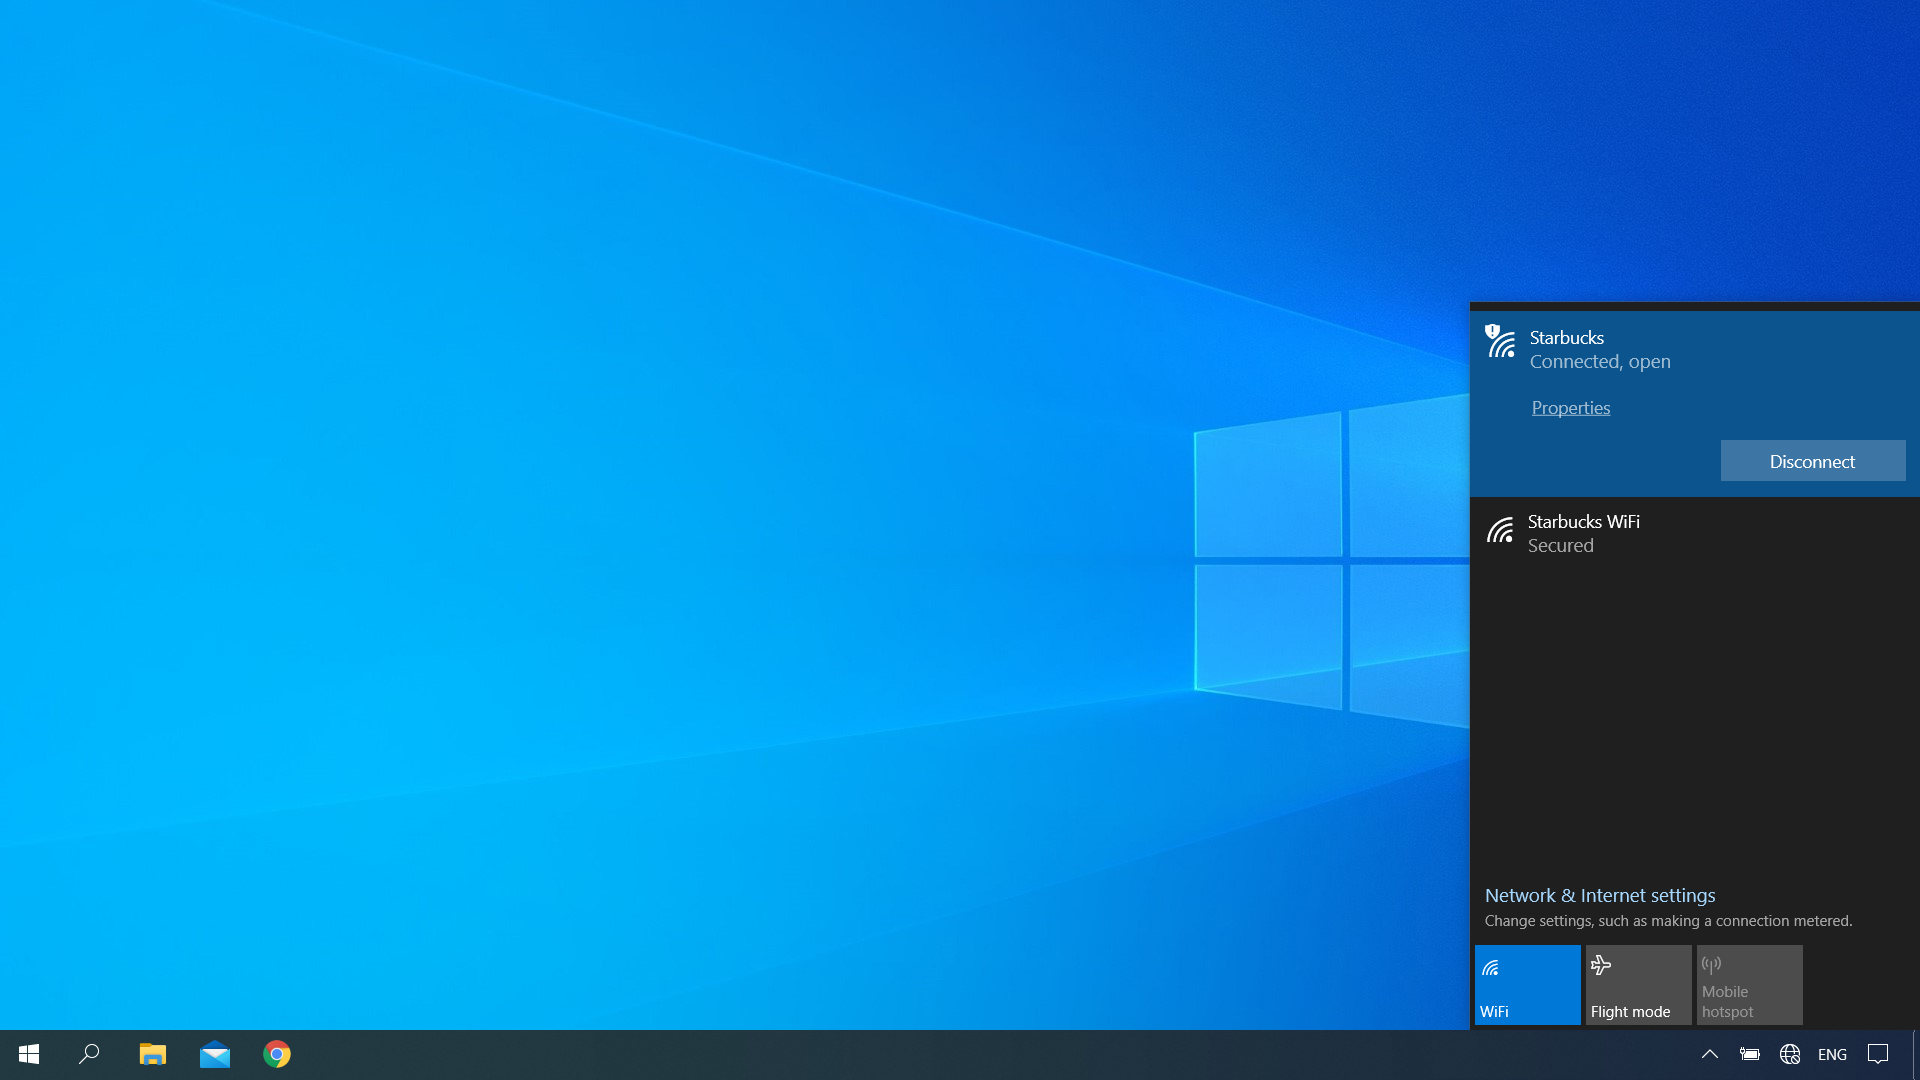 Starbucks
Connected, open
Properties
Disconnect
Starbucks WiFi
Secured
Network & Internet settings
Change settings, such as making a connection metered.
WiFi
Flight mode
Mobile
hotspot
ENG